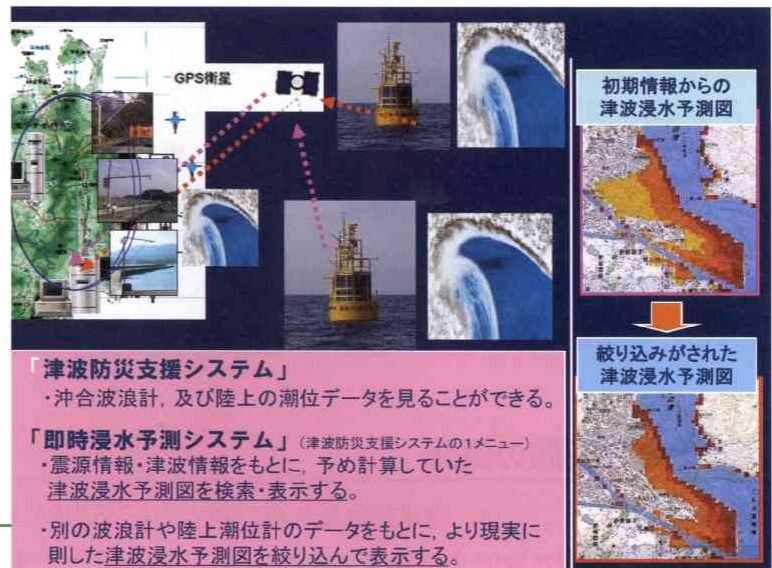 GPS衛星
初期情報からの
津波浸水予測図
絞り込みがされた
津波浸水予測図
「津波防災支援システム」
・沖合波浪計，及び陸上の潮位データを見ることができる。
「即時浸水予測システム」（津波防災支援システムの1メニュー）
・震源情報・津波情報をもとに，予め計算していた
津波浸水予測図を検索・表示する。
・別の波浪計や陸上潮位計のデータをもとに，より現実に
則した津波浸水予測図を絞り込んで表示する。